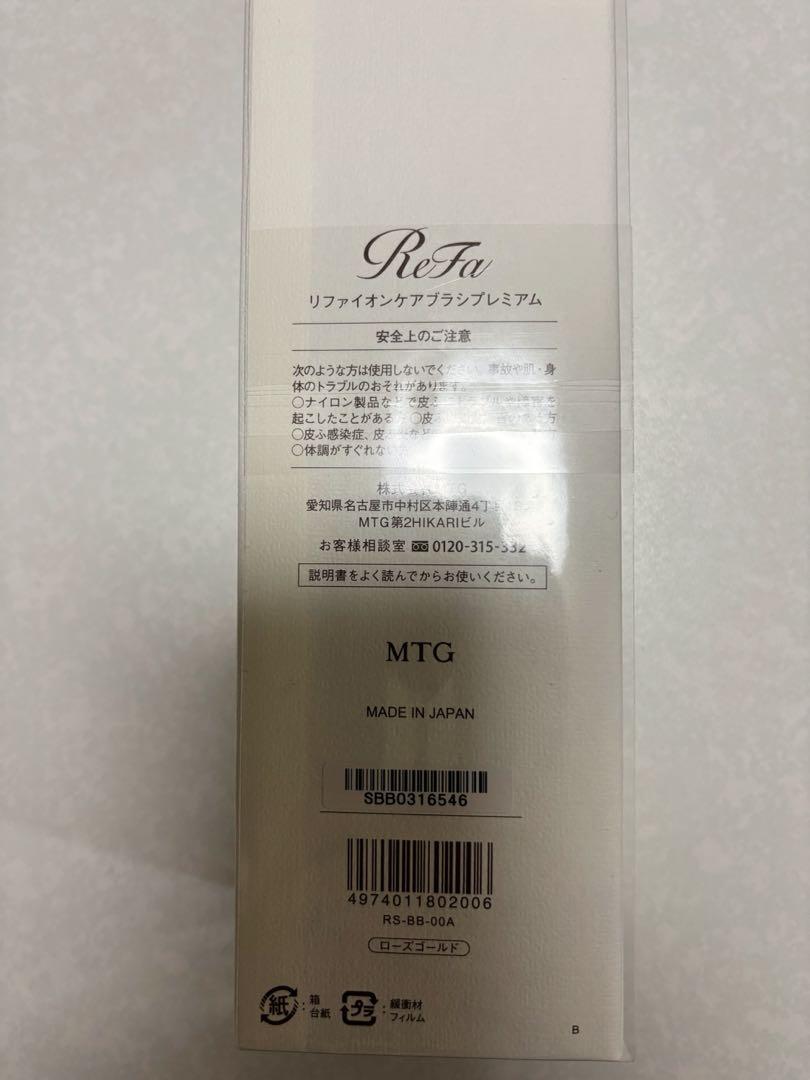 ReFa
リファイオンケアブラシプレミアム
安全上のご注意
次のような方は使用しないでください。事故や肌・身
体のトラブルのおそれがあります。
○ナイロン製品などで皮ふ
起こしたことがある
○皮ふ感染症、皮
○体調がすぐれな
愛知県名古屋市中村区本陣通4丁
MTG第2HIKARIビル
お客様相談室 0120-315-332
説明書をよく読んでからお使いください。
MTG
MADE IN JAPAN
SBB0316546
4974011802006
RS-BB-00A
ローズゴールド
紙 : 箱
台紙
プラ : 緩衝材
フィルム
B